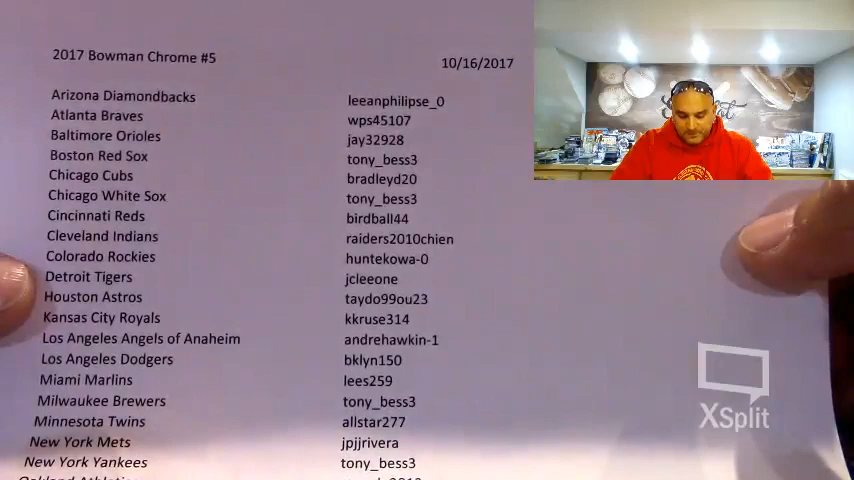 2017 Bowman Chrome #5 10/16/2017
Arizona Diamondbacks leeanphilipse_0
Atlanta Braves wps45107
Baltimore Orioles jay32928
Boston Red Sox tony_bess3
Chicago Cubs bradleyd20
Chicago White Sox tony_bess3
Cincinnati Reds birdball44
Cleveland Indians raiders2010chien
Colorado Rockies huntekowa-0
Detroit Tigers jcleeone
Houston Astros taydo99ou23
Kansas City Royals kkruse314
Los Angeles Angels of Anaheim andrehawkin-1
Los Angeles Dodgers bklyn150
Miami Marlins lees259
Milwaukee Brewers tony_bess3
Minnesota Twins allstar277
New York Mets jpjjrivera
New York Yankees tony_bess3
XSplit